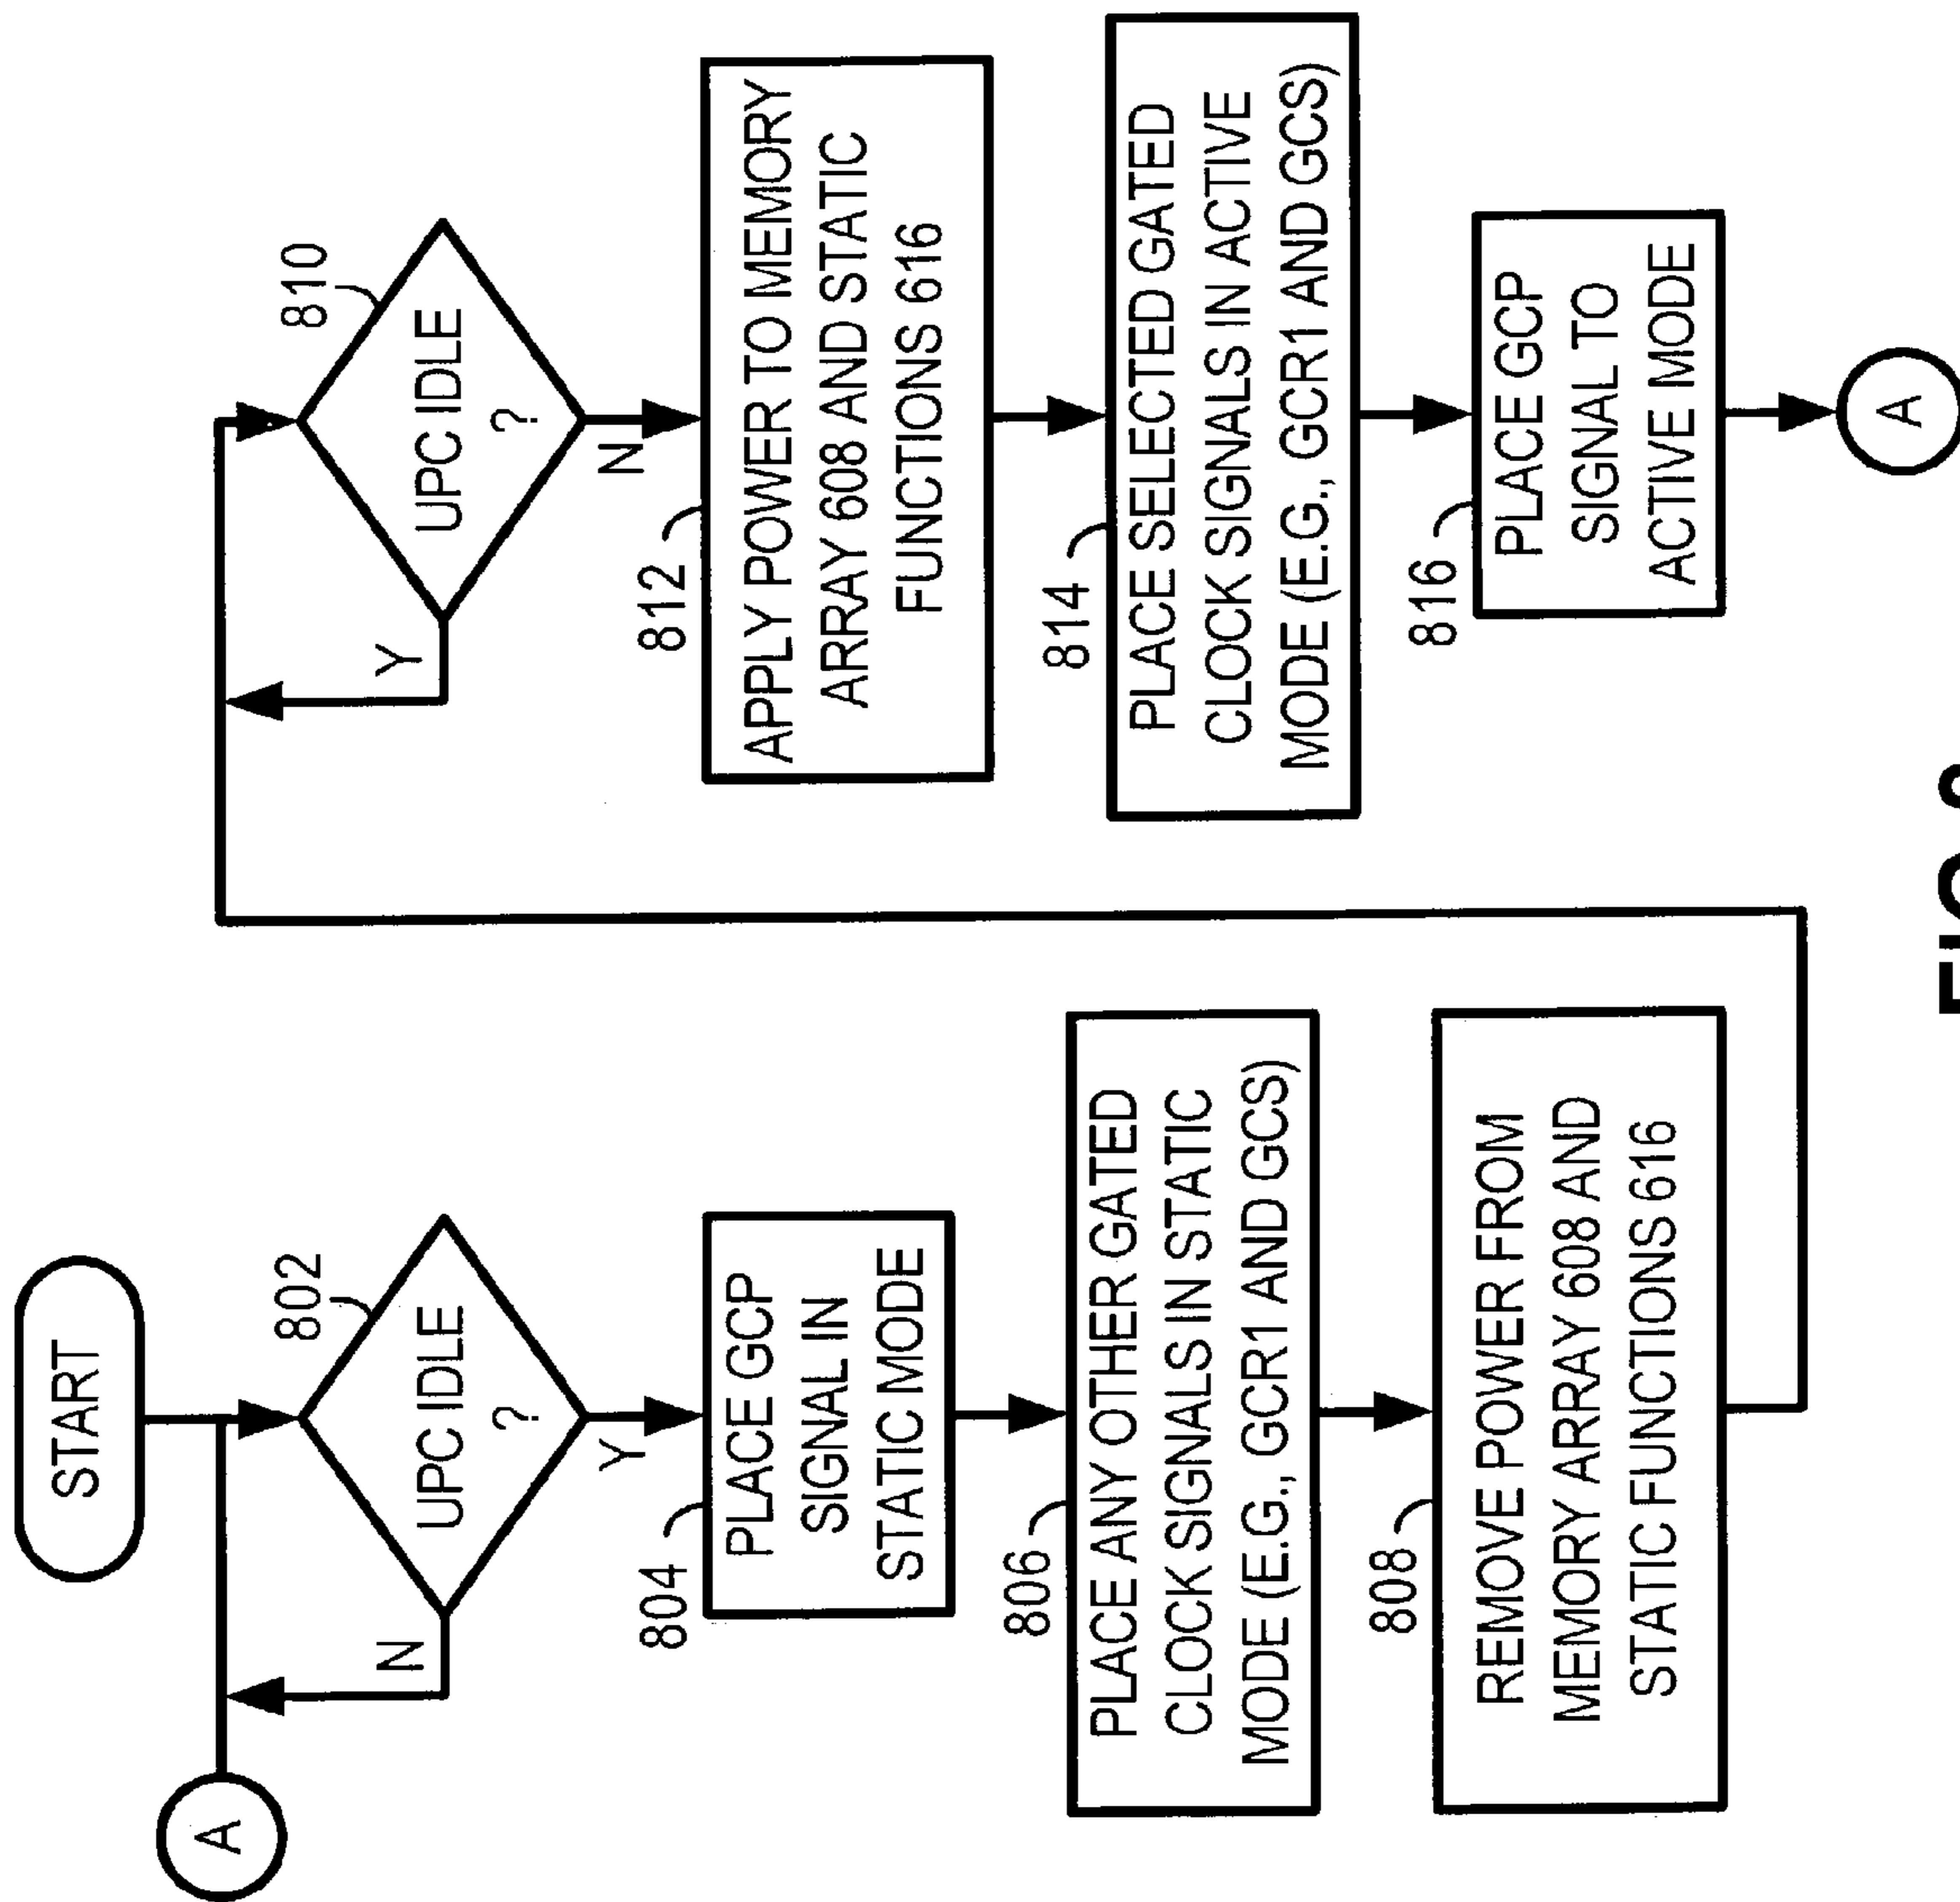 START
A
802
UPC IDLE
?
N
Y
804
PLACE GCP
SIGNAL IN
STATIC MODE
806
PLACE ANY OTHER GATED
CLOCK SIGNALS IN STATIC
MODE (E.G., GCR1 AND GCS)
808
REMOVE POWER FROM
MEMORY ARRAY 608 AND
STATIC FUNCTIONS 616
810
UPC IDLE
?
Y
N
812
APPLY POWER TO MEMORY
ARRAY 608 AND STATIC
FUNCTIONS 616
814
PLACE SELECTED GATED
CLOCK SIGNALS IN ACTIVE
MODE (E.G., GCR1 AND GCS)
816
PLACE GCP
SIGNAL TO
ACTIVE MODE
A